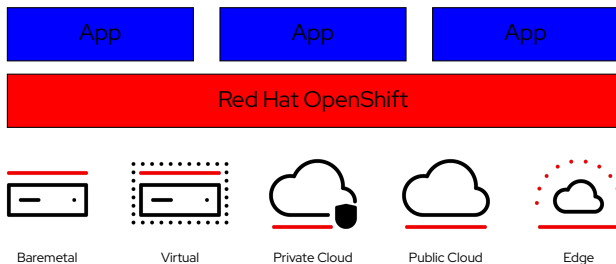 App App App
Red Hat OpenShift
Baremetal Virtual Private Cloud Public Cloud Edge